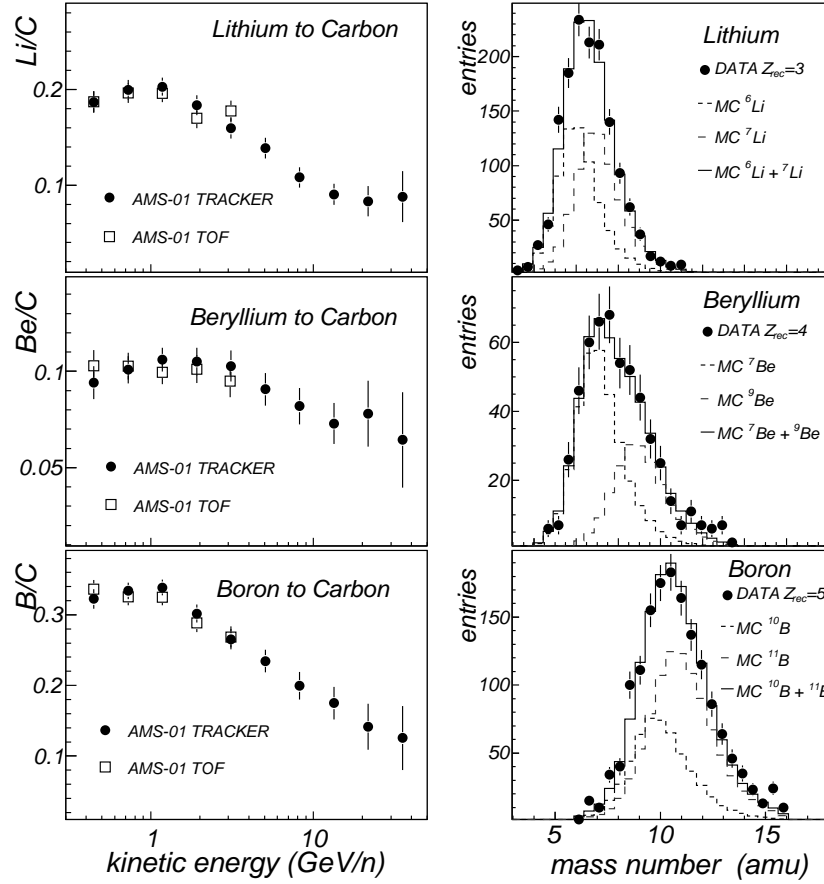 Li/C
Lithium to Carbon
0.2
0.1
AMS-01 TRACKER
AMS-01 TOF
Be/C
Beryllium to Carbon
0.1
0.05
AMS-01 TRACKER
AMS-01 TOF
B/C
Boron to Carbon
0.3
0.2
0.1
AMS-01 TRACKER
AMS-01 TOF
1
10
kinetic energy (GeV/n)
entries
Lithium
DATA Z_rec=3
MC ⁶Li
MC ⁷Li
MC ⁶Li + ⁷Li
200
150
100
50
entries
Beryllium
DATA Z_rec=4
MC ⁷Be
MC ⁹Be
MC ⁷Be + ⁹Be
60
40
20
entries
Boron
DATA Z_rec=5
MC ¹⁰B
MC ¹¹B
MC ¹⁰B + ¹¹B
150
100
50
5
10
15
mass number (amu)